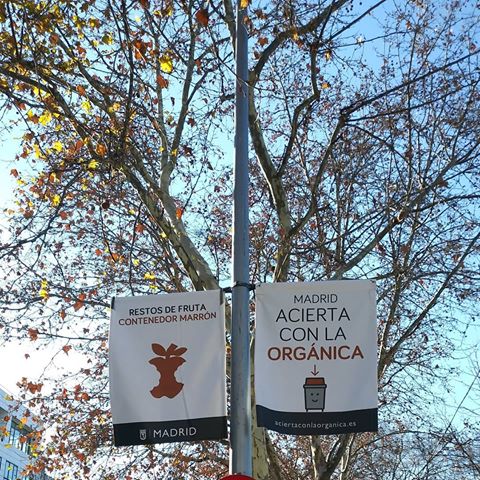 RESTOS DE FRUTA
CONTENEDOR MARRÓN
MADRID
MADRID
ACIERTA
CON LA
ORGÁNICA
aciertaconlaorganica.es